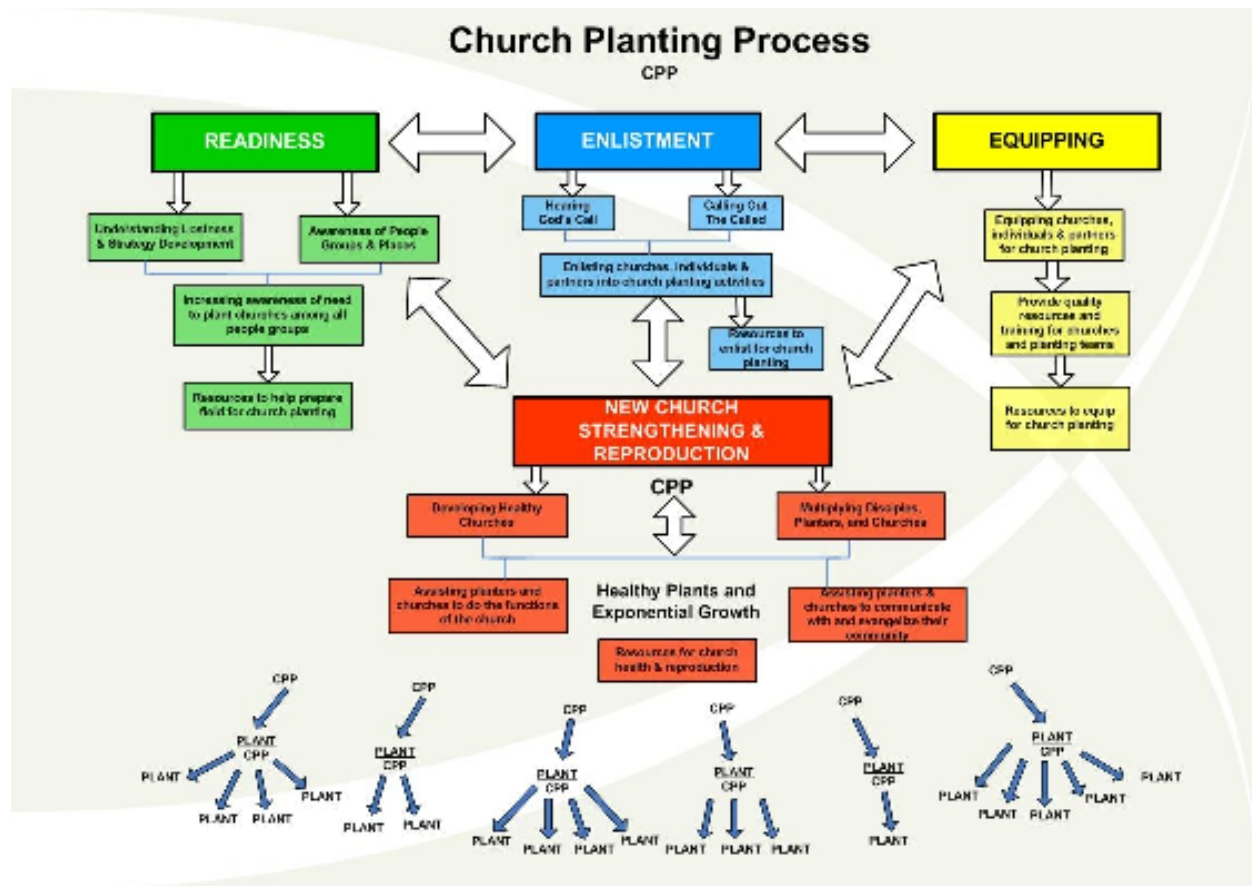 Church Planting Process
CPP
READINESS
ENLISTMENT
EQUIPPING
Understanding Lostness
& Strategy Development
Awareness of People
Groups & Places
Increasing awareness of need
to plant churches among all
people groups
Resources to help prepare
field for church planting
Hearing
God's Call
Calling Out
The Called
Enlisting churches, individuals &
partners into church planting activities
Resources to
enlist for church
planting
Equipping churches,
individuals & partners
for church planting
Provide quality
resources and
training for churches
and planting teams
Resources to equip
for church planting
NEW CHURCH
STRENGTHENING &
REPRODUCTION
CPP
Developing Healthy
Churches
Multiplying Disciples,
Planters, and Churches
Assisting planters and
churches to do the functions
of the church
Healthy Plants and
Exponential Growth
Assisting planters &
churches to communicate
with and evangelize their
community
Resources for church
health & reproduction
CPP
PLANT
CPP
PLANT
PLANT
PLANT
PLANT
CPP
PLANT
CPP
PLANT
PLANT
CPP
PLANT
CPP
PLANT
PLANT
PLANT
PLANT
CPP
PLANT
CPP
PLANT
PLANT
PLANT
CPP
PLANT
CPP
PLANT
CPP
PLANT
CPP
PLANT
PLANT
PLANT
PLANT
PLANT